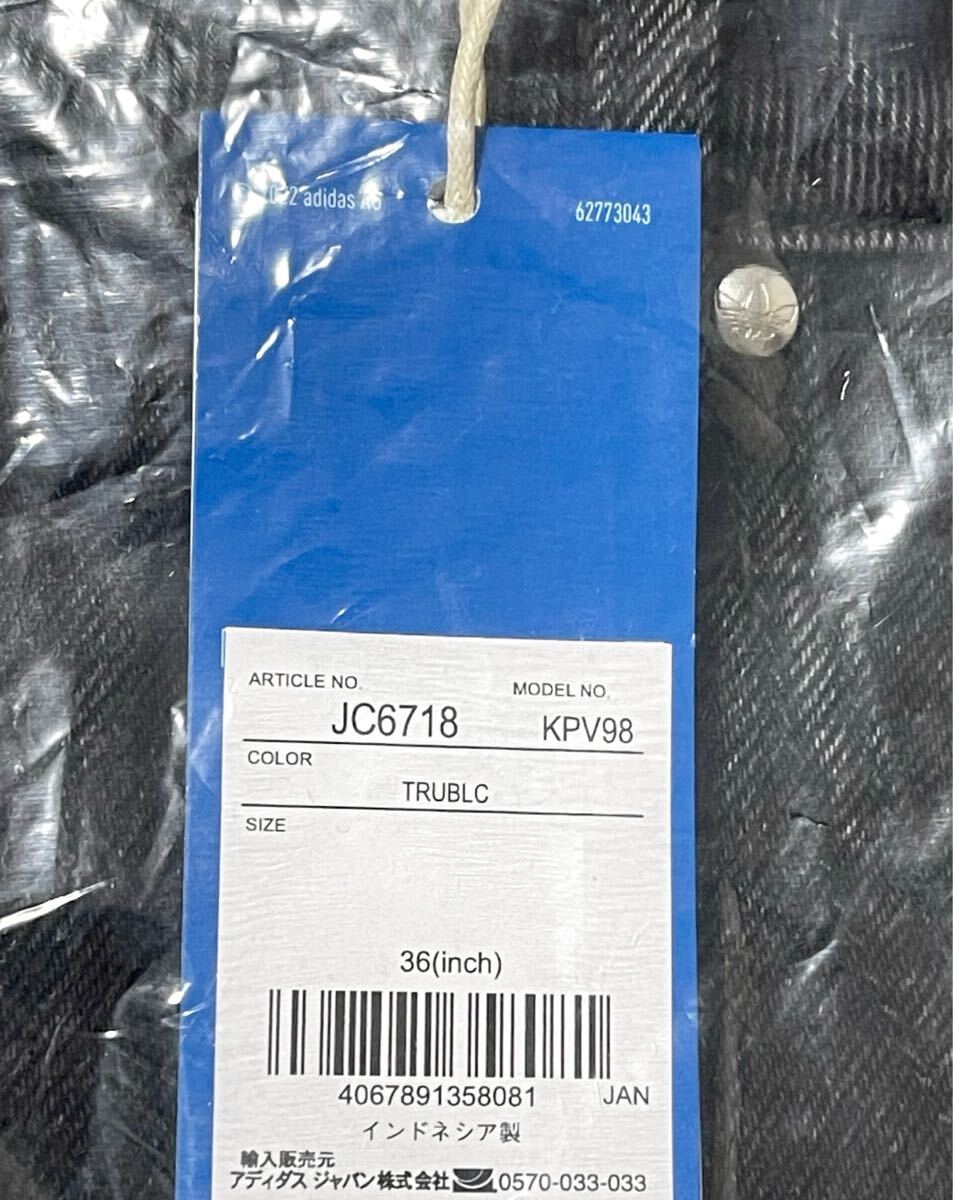 adidas AG
62773043
ARTICLE NO.
MODEL NO.
JC6718
KPV98
COLOR
TRUBLC
SIZE
36(inch)
4067891358081
JAN
インドネシア製
輸入販売元
アディダス ジャパン株式会社 0570-033-033